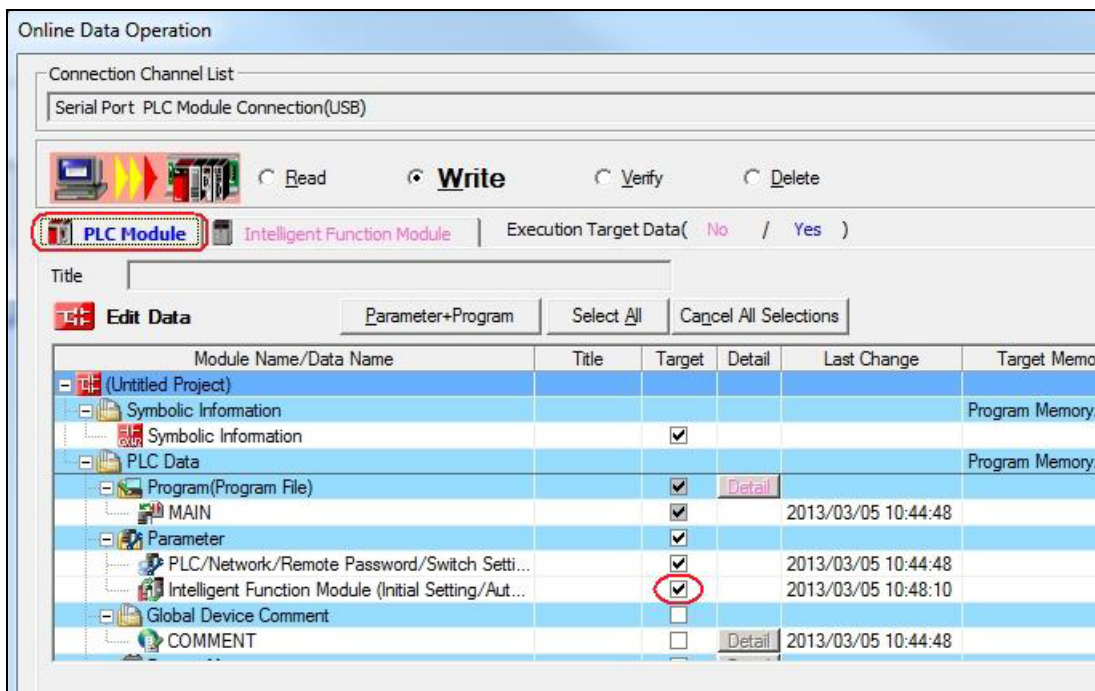 Online Data Operation
Connection Channel List
Serial Port PLC Module Connection(USB)
Read Write Verify Delete
PLC Module Intelligent Function Module Execution Target Data( No / Yes )
Title
Edit Data Parameter+Program Select All Cancel All Selections
Module Name/Data Name Title Target Detail Last Change Target Memo
(Untitled Project)
Symbolic Information Program Memory
Symbolic Information
PLC Data Program Memory
Program(Program File) Detail
MAIN 2013/03/05 10:44:48
Parameter
PLC/Network/Remote Password/Switch Setti... 2013/03/05 10:44:48
Intelligent Function Module (Initial Setting/Aut... 2013/03/05 10:48:10
Global Device Comment
COMMENT Detail 2013/03/05 10:44:48